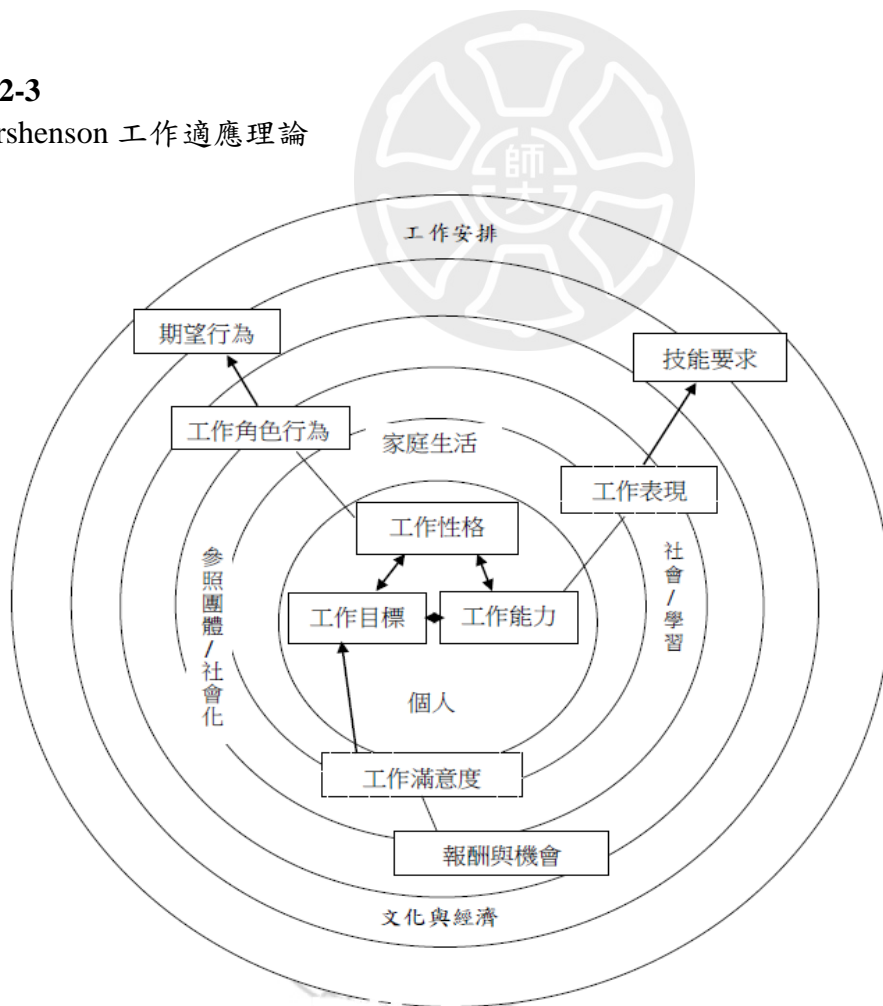 2-3
rshenson 工作適應理論
師大
工作安排
期望行為
技能要求
工作角色行為
家庭生活
工作表現
工作性格
參照團體/社會化
社會/學習
工作目標
工作能力
個人
工作滿意度
報酬與機會
文化與經濟